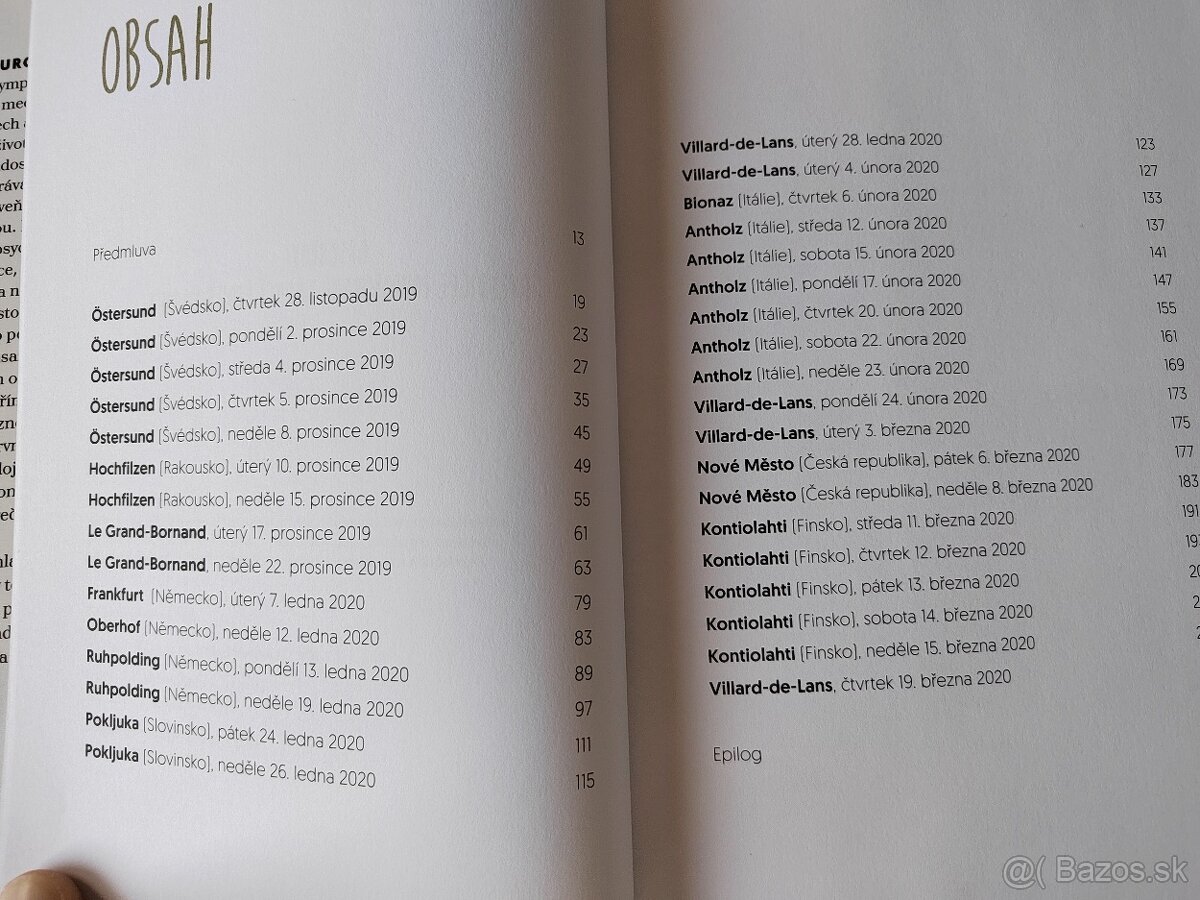 OBSAH
Předmluva 13
Östersund (Švédsko), čtvrtek 28. listopadu 2019 19
Östersund (Švédsko), pondělí 2. prosince 2019 23
Östersund (Švédsko), středa 4. prosince 2019 27
Östersund (Švédsko), čtvrtek 5. prosince 2019 35
Östersund (Švédsko), neděle 8. prosince 2019 45
Hochfilzen (Rakousko), úterý 10. prosince 2019 49
Hochfilzen (Rakousko), neděle 15. prosince 2019 55
Le Grand-Bornand, úterý 17. prosince 2019 61
Le Grand-Bornand, neděle 22. prosince 2019 63
Frankfurt (Německo), úterý 7. ledna 2020 79
Oberhof (Německo), neděle 12. ledna 2020 83
Ruhpolding (Německo), pondělí 13. ledna 2020 89
Ruhpolding (Německo), neděle 19. ledna 2020 97
Pokljuka (Slovinsko), pátek 24. ledna 2020 111
Pokljuka (Slovinsko), neděle 26. ledna 2020 115
Villard-de-Lans, úterý 28. ledna 2020 123
Villard-de-Lans, úterý 4. února 2020 127
Bionaz (Itálie), čtvrtek 6. února 2020 133
Antholz (Itálie), středa 12. února 2020 137
Antholz (Itálie), sobota 15. února 2020 141
Antholz (Itálie), pondělí 17. února 2020 147
Antholz (Itálie), čtvrtek 20. února 2020 155
Antholz (Itálie), sobota 22. února 2020 161
Antholz (Itálie), neděle 23. února 2020 169
Villard-de-Lans, pondělí 24. února 2020 173
Villard-de-Lans, úterý 3. března 2020 175
Nové Město (Česká republika), pátek 6. března 2020 177
Nové Město (Česká republika), neděle 8. března 2020 183
Kontiolahti (Finsko), středa 11. března 2020 191
Kontiolahti (Finsko), čtvrtek 12. března 2020
Kontiolahti (Finsko), pátek 13. března 2020
Kontiolahti (Finsko), sobota 14. března 2020
Kontiolahti (Finsko), neděle 15. března 2020
Villard-de-Lans, čtvrtek 19. března 2020
Epilog
@( Bazos.sk